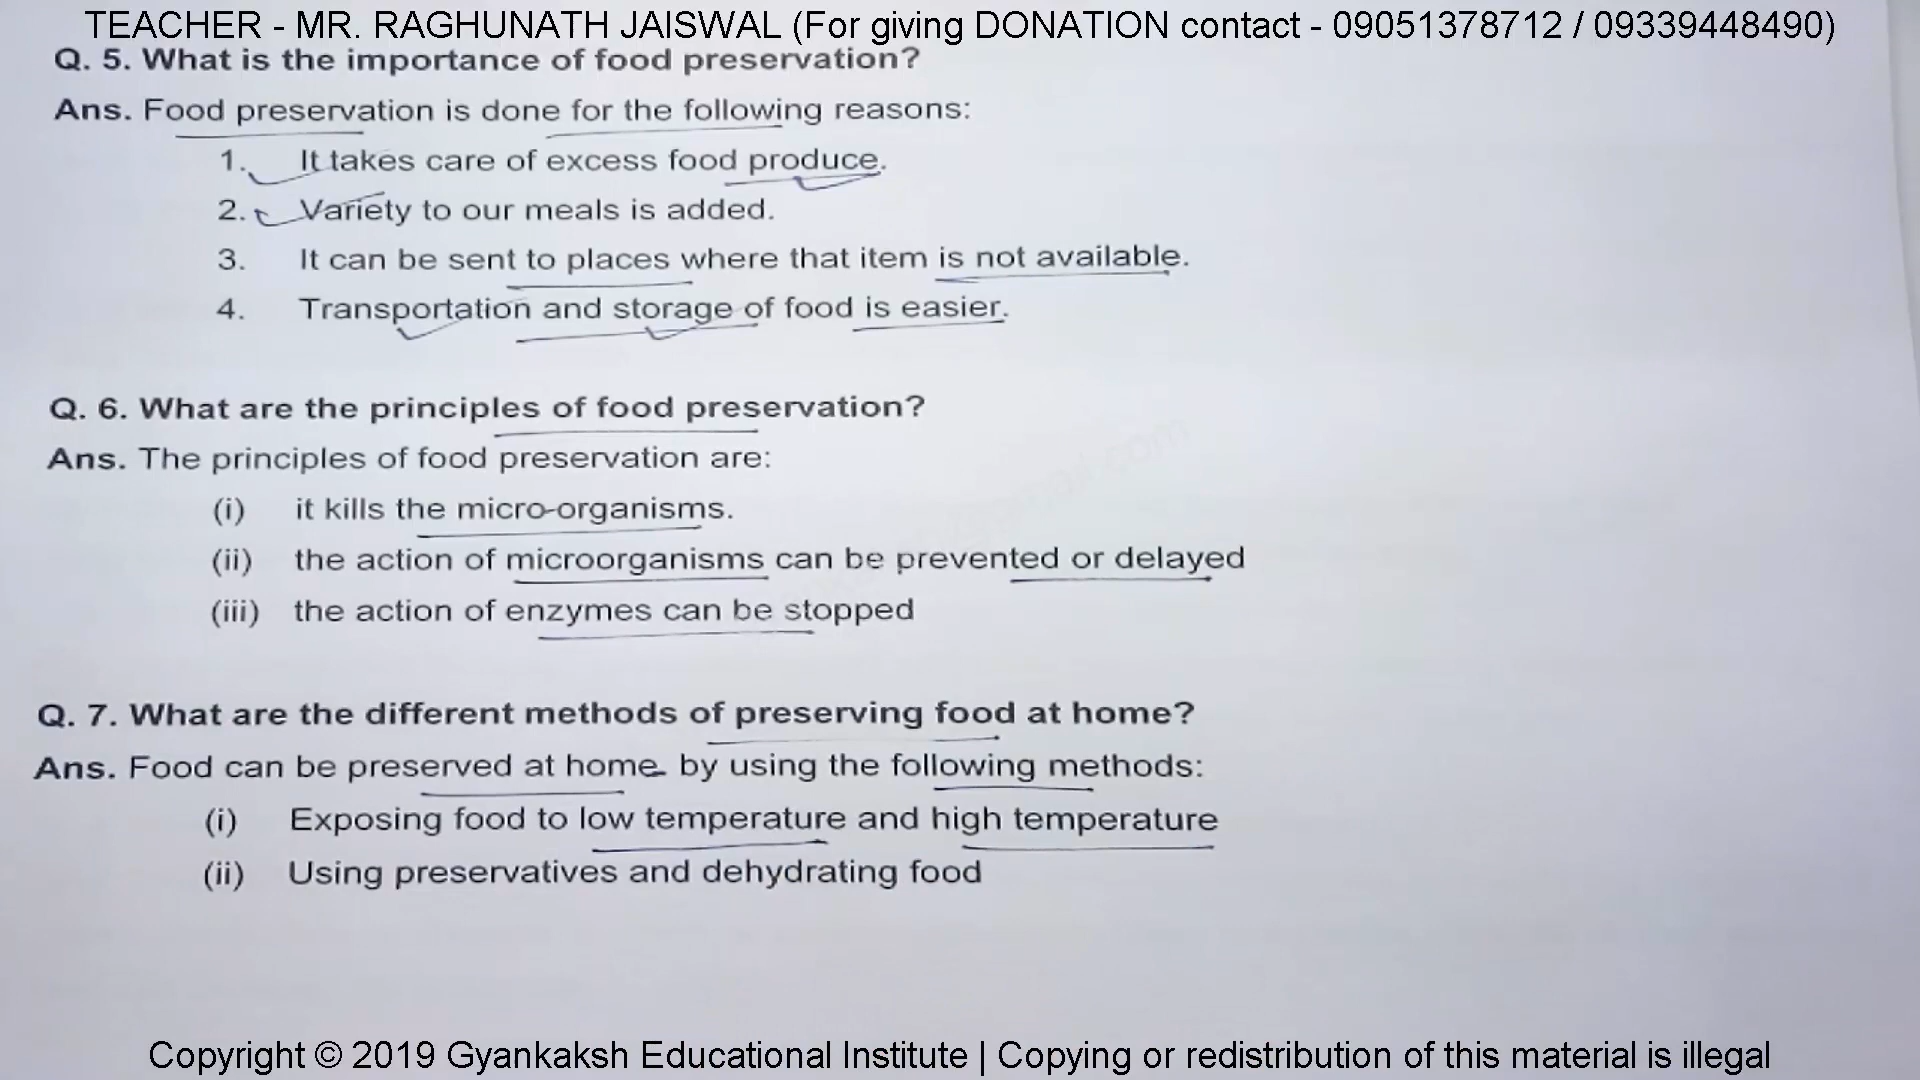 TEACHER - MR. RAGHUNATH JAISWAL (For giving DONATION contact - 09051378712 / 09339448490)
Q. 5. What is the importance of food preservation?
Ans. Food preservation is done for the following reasons:
1. It takes care of excess food produce.
2. Variety to our meals is added.
3. It can be sent to places where that item is not available.
4. Transportation and storage of food is easier.
Q. 6. What are the principles of food preservation?
Ans. The principles of food preservation are:
(i) it kills the micro-organisms.
(ii) the action of microorganisms can be prevented or delayed
(iii) the action of enzymes can be stopped
Q. 7. What are the different methods of preserving food at home?
Ans. Food can be preserved at home by using the following methods:
(i) Exposing food to low temperature and high temperature
(ii) Using preservatives and dehydrating food
Copyright © 2019 Gyankaksh Educational Institute | Copying or redistribution of this material is illegal